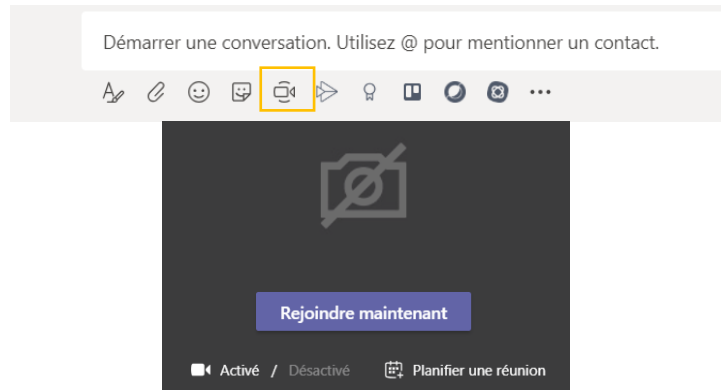 Démarrer une conversation. Utilisez @ pour mentionner un contact.
Rejoindre maintenant
Activé / Désactivé Planifier une réunion